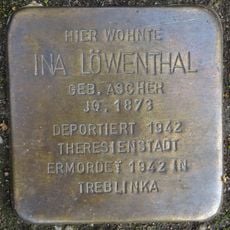 HIER WOHNTE
INA LÖWENTHAL
GEB. ASCHER
JG. 1873
DEPORTIERT 1942
THERESIENSTADT
ERMORDET 1942 IN
TREBLINKA